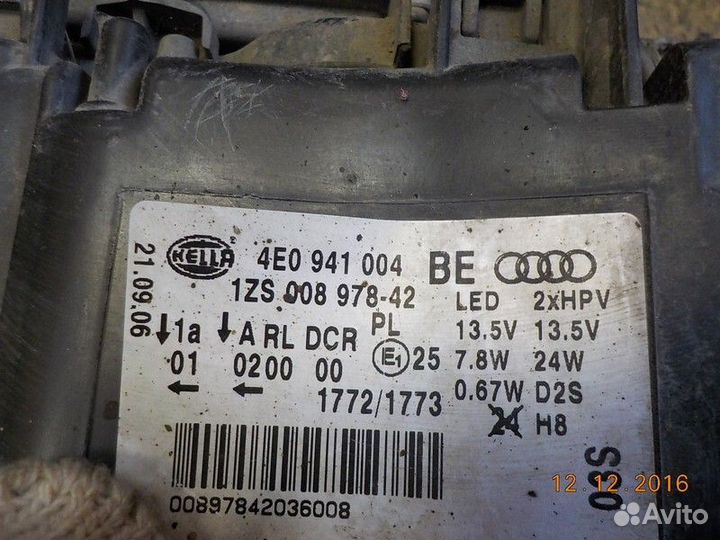 21.09.06
HELLA
4E0 941 004 BE
1ZS 008 978-42
LED 2xHPV
PL 13.5V 13.5V
↓1a ↓A RL DCR
E1 25 7.8W 24W
01 0200 00
← ← 1772/1773 0.67W D2S
24 H8
00897842036008
S80
12.12.2016
Avito